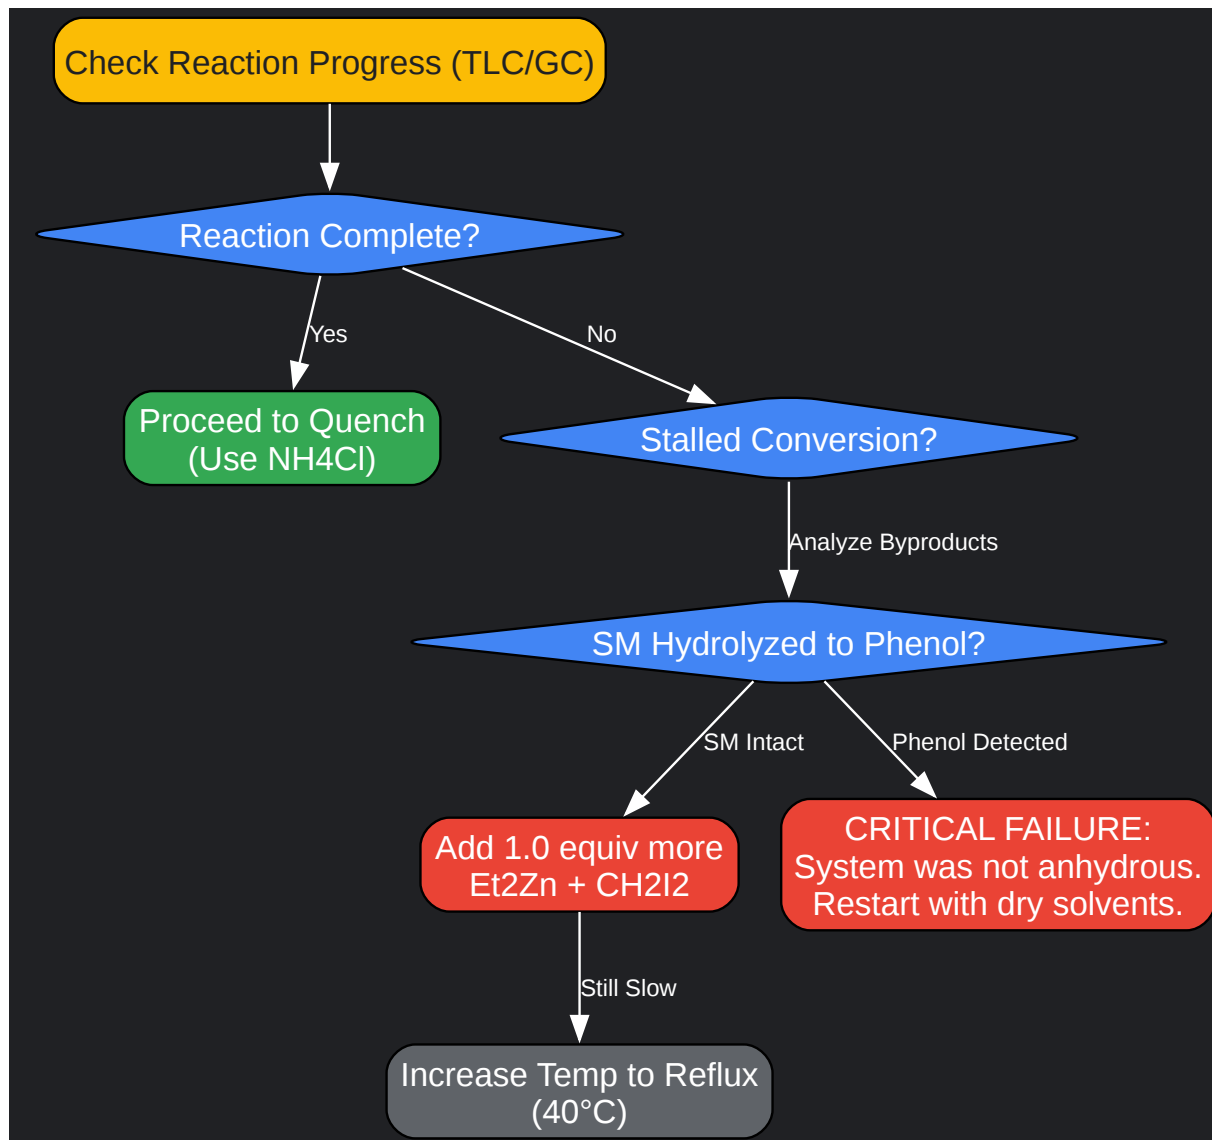 Check Reaction Progress (TLC/GC)
Reaction Complete?
Yes
No
Proceed to Quench
(Use NH4Cl)
Stalled Conversion?
Analyze Byproducts
SM Hydrolyzed to Phenol?
SM Intact
Phenol Detected
Add 1.0 equiv more
Et2Zn + CH2I2
CRITICAL FAILURE:
System was not anhydrous.
Restart with dry solvents.
Still Slow
Increase Temp to Reflux
(40°C)